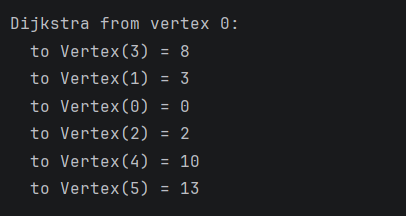 Dijkstra from vertex 0:
  to Vertex(3) = 8
  to Vertex(1) = 3
  to Vertex(0) = 0
  to Vertex(2) = 2
  to Vertex(4) = 10
  to Vertex(5) = 13